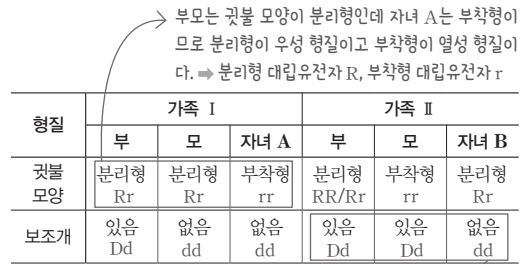 부모는 귓불 모양이 분리형인데 자녀 A는 부착형이
므로 분리형이 우성 형질이고 부착형이 열성 형질이
다. ➡ 분리형 대립유전자 R, 부착형 대립유전자 r
형질 가족 Ⅰ 가족 Ⅱ
부 모 자녀 A 부 모 자녀 B
귓불 모양 분리형 분리형 부착형 분리형 부착형 분리형
Rr Rr rr RR/Rr rr Rr
보조개 있음 없음 없음 있음 있음 없음
Dd dd dd Dd Dd dd